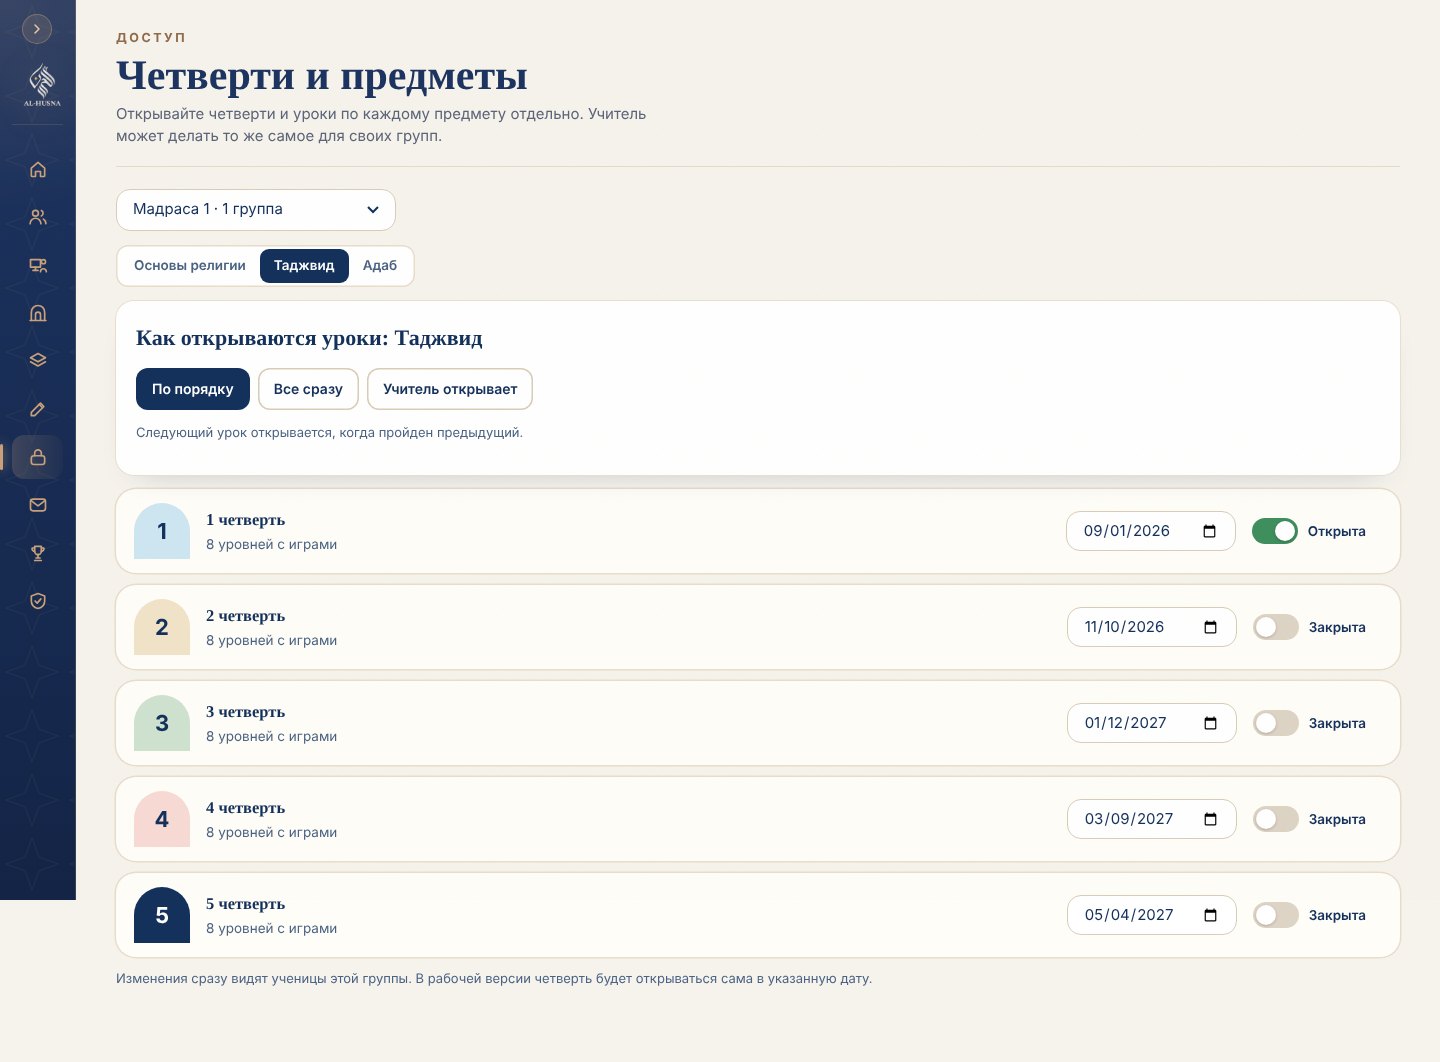 AL-HUSNA
ДОСТУП
Четверти и предметы
Открывайте четверти и уроки по каждому предмету отдельно. Учитель
может делать то же самое для своих групп.
Мадраса 1 · 1 группа
Основы религии Таджвид Адаб
Как открываются уроки: Таджвид
По порядку Все сразу Учитель открывает
Следующий урок открывается, когда пройден предыдущий.
1 1 четверть 09/01/2026 Открыта
8 уровней с играми
2 2 четверть 11/10/2026 Закрыта
8 уровней с играми
3 3 четверть 01/12/2027 Закрыта
8 уровней с играми
4 4 четверть 03/09/2027 Закрыта
8 уровней с играми
5 5 четверть 05/04/2027 Закрыта
8 уровней с играми
Изменения сразу видят ученицы этой группы. В рабочей версии четверть будет открываться сама в указанную дату.